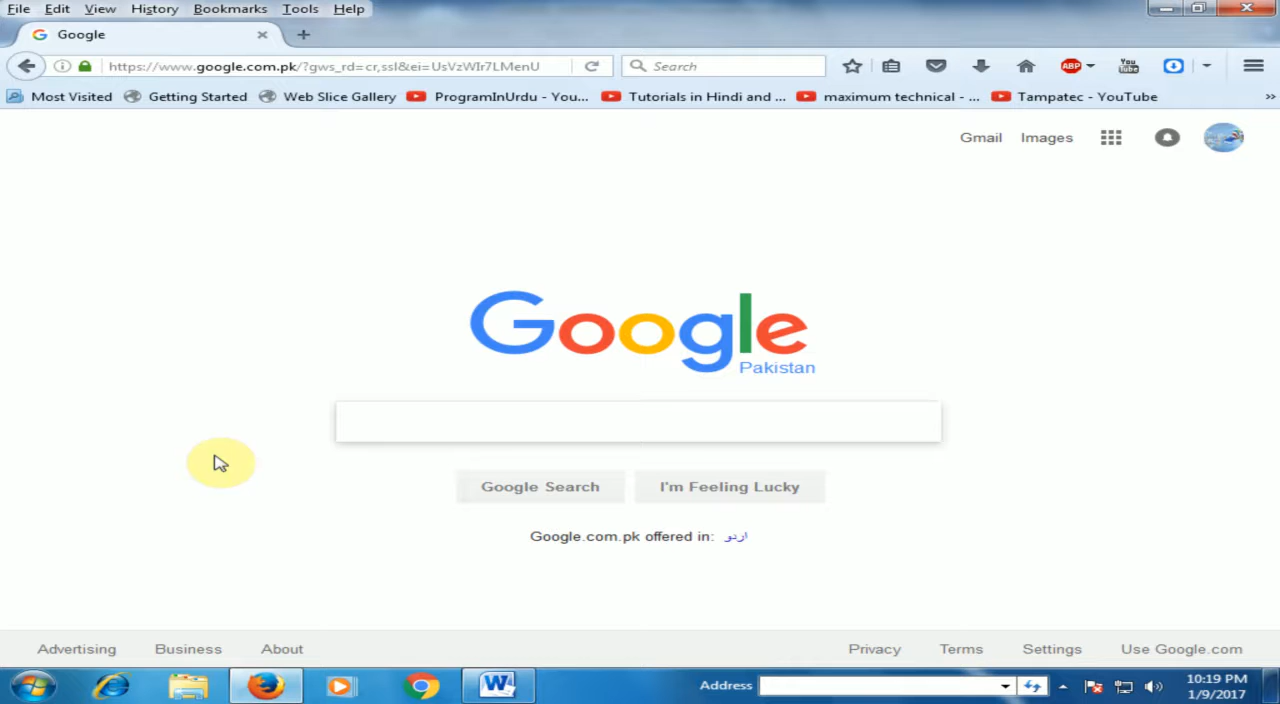 File Edit View History Bookmarks Tools Help
Google
https://www.google.com.pk/?gws_rd=cr,ssl&ei=UsVzWIr7LMenU Search ABP You Tube
Most Visited Getting Started Web Slice Gallery ProgramInUrdu - You... Tutorials in Hindi and ... maximum technical - ... Tampatec - YouTube »
Gmail Images
Google
Pakistan
Google Search I'm Feeling Lucky
Google.com.pk offered in: اردو
Advertising Business About Privacy Terms Settings Use Google.com
Address 10:19 PM
1/9/2017